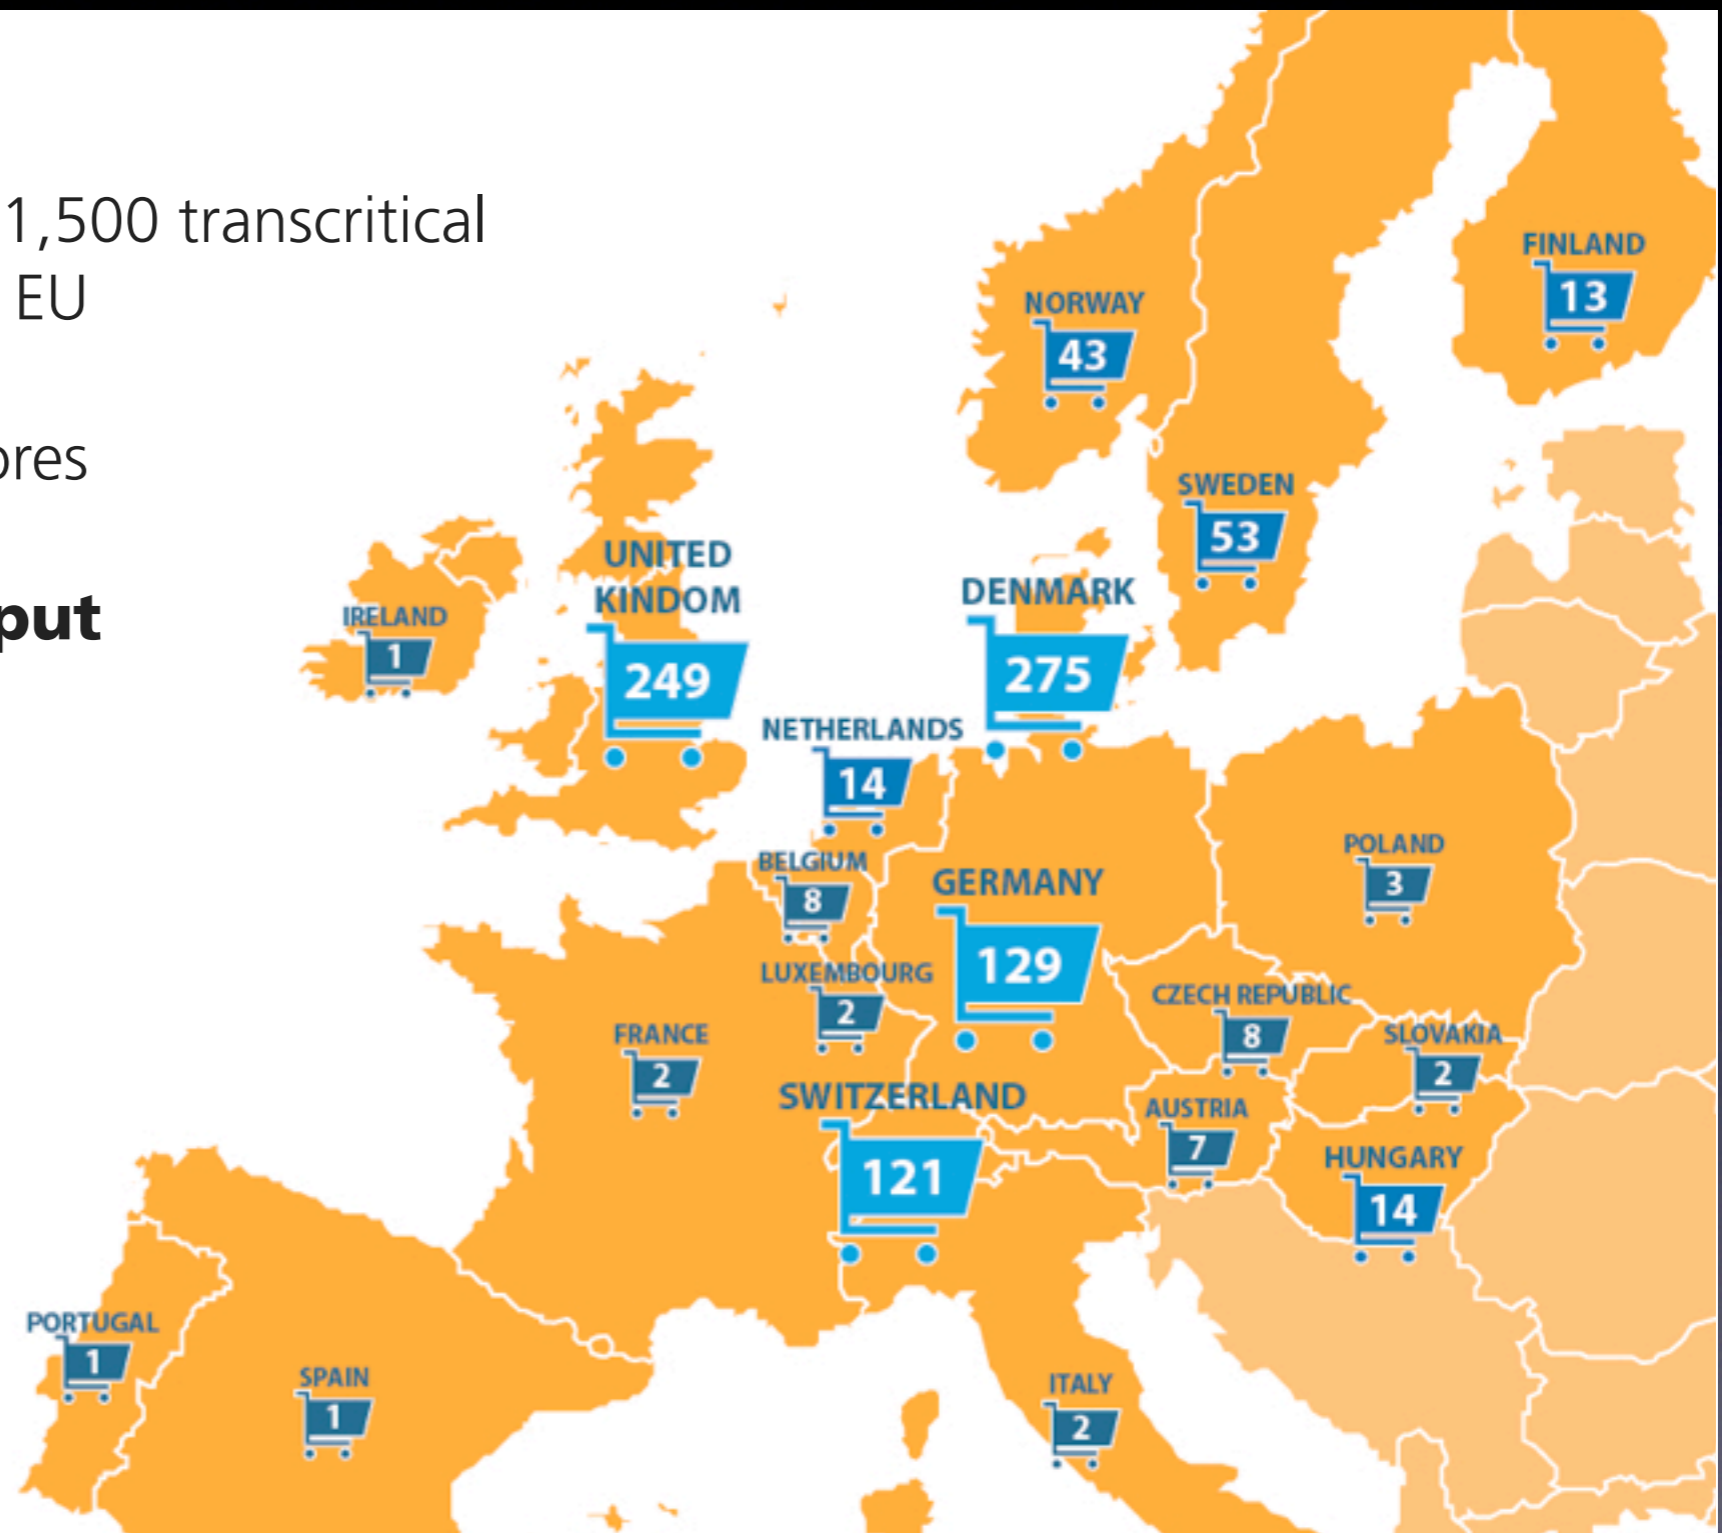 1,500 transcritical
EU
ores
put
FINLAND
13
NORWAY
43
SWEDEN
53
UNITED
KINDOM
249
DENMARK
275
IRELAND
1
NETHERLANDS
14
BELGIUM
8
GERMANY
129
POLAND
3
LUXEMBOURG
2
CZECH REPUBLIC
8
SLOVAKIA
2
FRANCE
2
SWITZERLAND
121
AUSTRIA
7
HUNGARY
14
PORTUGAL
1
SPAIN
1
ITALY
2